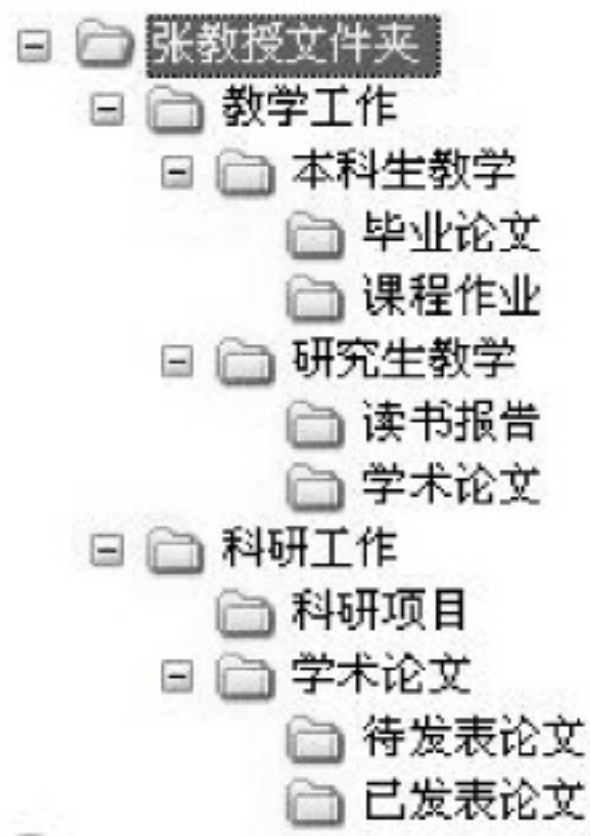 张教授文件夹
教学工作
本科生教学
毕业论文
课程作业
研究生教学
读书报告
学术论文
科研工作
科研项目
学术论文
待发表论文
已发表论文